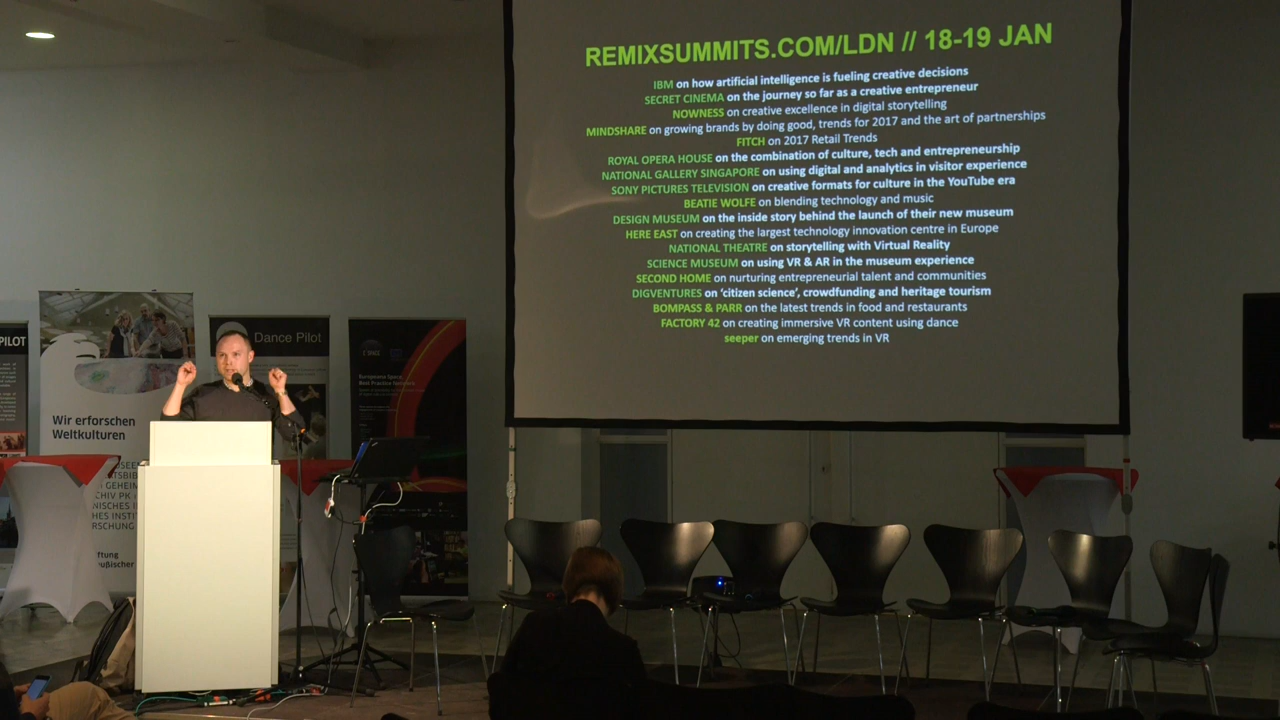 REMIXSUMMITS.COM/LDN // 18-19 JAN
IBM on how artificial intelligence is fueling creative decisions
SECRET CINEMA on the journey so far as a creative entrepreneur
NOWNESS on creative excellence in digital storytelling
MINDSHARE on growing brands by doing good, trends for 2017 and the art of partnerships
FITCH on 2017 Retail Trends
ROYAL OPERA HOUSE on the combination of culture, tech and entrepreneurship
NATIONAL GALLERY SINGAPORE on using digital and analytics in visitor experience
SONY PICTURES TELEVISION on creative formats for culture in the YouTube era
BEATIE WOLFE on blending technology and music
DESIGN MUSEUM on the inside story behind the launch of their new museum
HERE EAST on creating the largest technology innovation centre in Europe
NATIONAL THEATRE on storytelling with Virtual Reality
SCIENCE MUSEUM on using VR & AR in the museum experience
SECOND HOME on nurturing entrepreneurial talent and communities
DIGVENTURES on ‘citizen science’, crowdfunding and heritage tourism
BOMPASS & PARR on the latest trends in food and restaurants
FACTORY 42 on creating immersive VR content using dance
seeper on emerging trends in VR
PILOT
Wir erforschen
Weltkulturen
Dance Pilot
Europeana Space
Best Practice Network